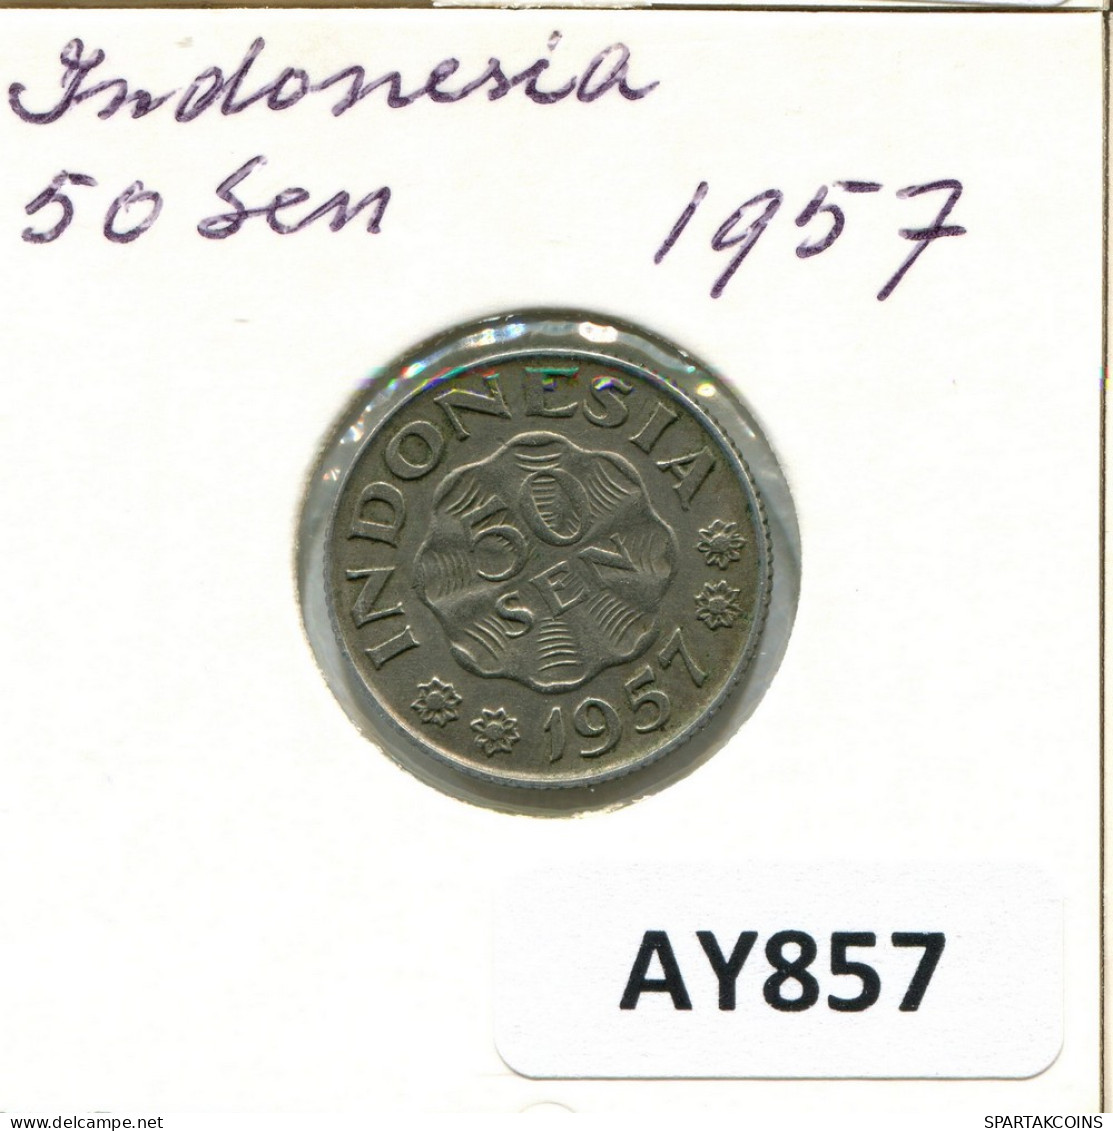 Indonesia
50 Sen 1957
INDONESIA
50
SEN
1957
AY857
www.delcampe.net
SPARTAKCOINS